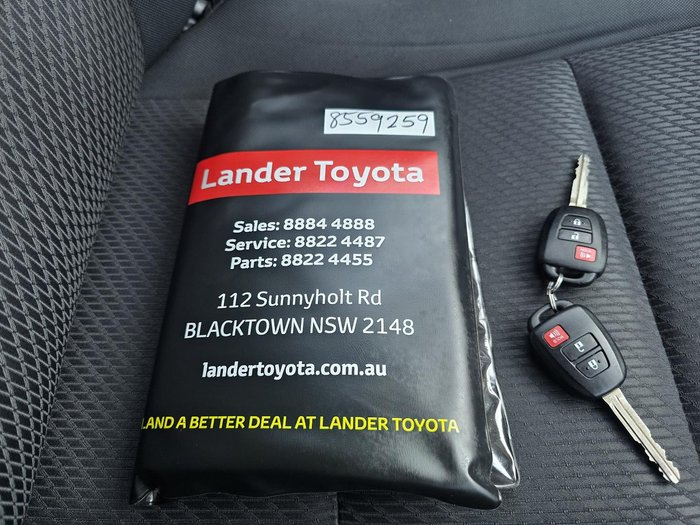 8559259
Lander Toyota
Sales: 8884 4888
Service: 8822 4487
Parts: 8822 4455
112 Sunnyholt Rd
BLACKTOWN NSW 2148
landertoyota.com.au
LAND A BETTER DEAL AT LANDER TOYOTA